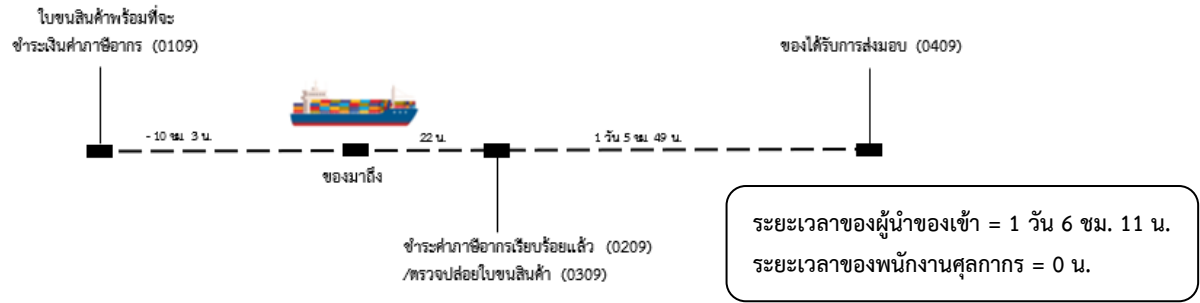 ใบขนสินค้าพร้อมที่จะ
ชำระเงินค่าภาษีอากร (0109)
ของได้รับการส่งมอบ (0409)
- 10 ชม. 3 น.
22 น.
1 วัน 5 ชม. 49 น.
ของมาถึง
ชำระค่าภาษีอากรเรียบร้อยแล้ว (0209)
/ตรวจปล่อยใบขนสินค้า (0309)
ระยะเวลาของผู้นำของเข้า = 1 วัน 6 ชม. 11 น.
ระยะเวลาของพนักงานศุลกากร = 0 น.